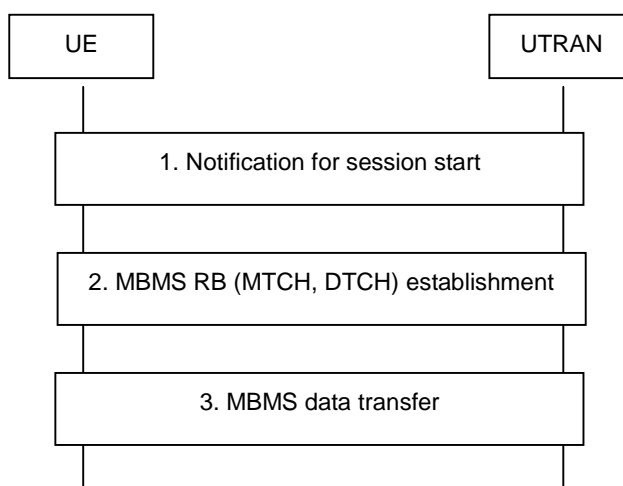 UE
UTRAN
1. Notification for session start
2. MBMS RB (MTCH, DTCH) establishment
3. MBMS data transfer